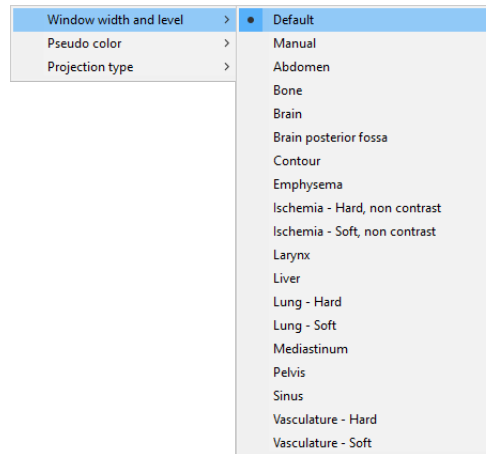 Window width and level
Pseudo color
Projection type
Default
Manual
Abdomen
Bone
Brain
Brain posterior fossa
Contour
Emphysema
Ischemia - Hard, non contrast
Ischemia - Soft, non contrast
Larynx
Liver
Lung - Hard
Lung - Soft
Mediastinum
Pelvis
Sinus
Vasculature - Hard
Vasculature - Soft